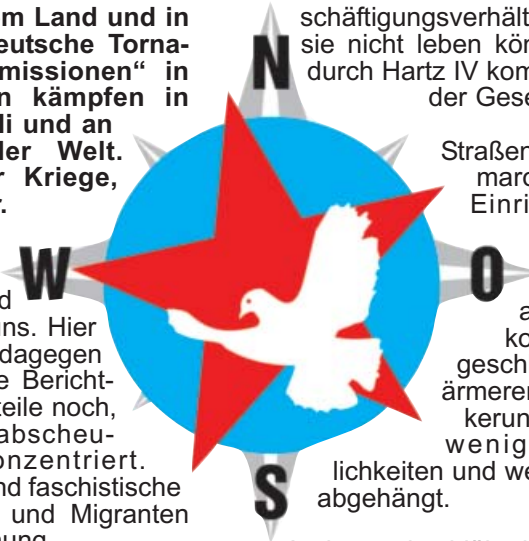 m Land und in
eutsche Torna-
missionen“ in
n kämpfen in
li und an
der Welt.
r Kriege,
r.
d
uns. Hier
dagegen
e Bericht-
teile noch,
abscheu-
onzentriert.
nd faschistische
und Migranten
N
W
O
S
schäftigungsverhält
sie nicht leben kön
durch Hartz IV kom
der Gese
Straßen
marc
Einri
a
ko
gesch
ärmeren
kerun
wenig
lichkeiten und we
abgehängt.